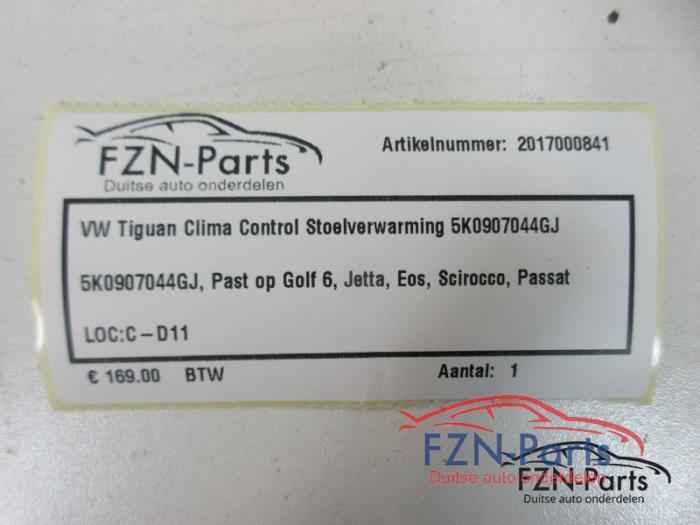 FZN-Parts
Duitse auto onderdelen
Artikelnummer: 2017000841
VW Tiguan Clima Control Stoelverwarming 5K0907044GJ
5K0907044GJ, Past op Golf 6, Jetta, Eos, Scirocco, Passat
LOC:C-D11
€ 169.00 BTW Aantal: 1
FZN-Parts
Duitse auto onderdelen
FZN-Parts
Duitse auto onderdelen